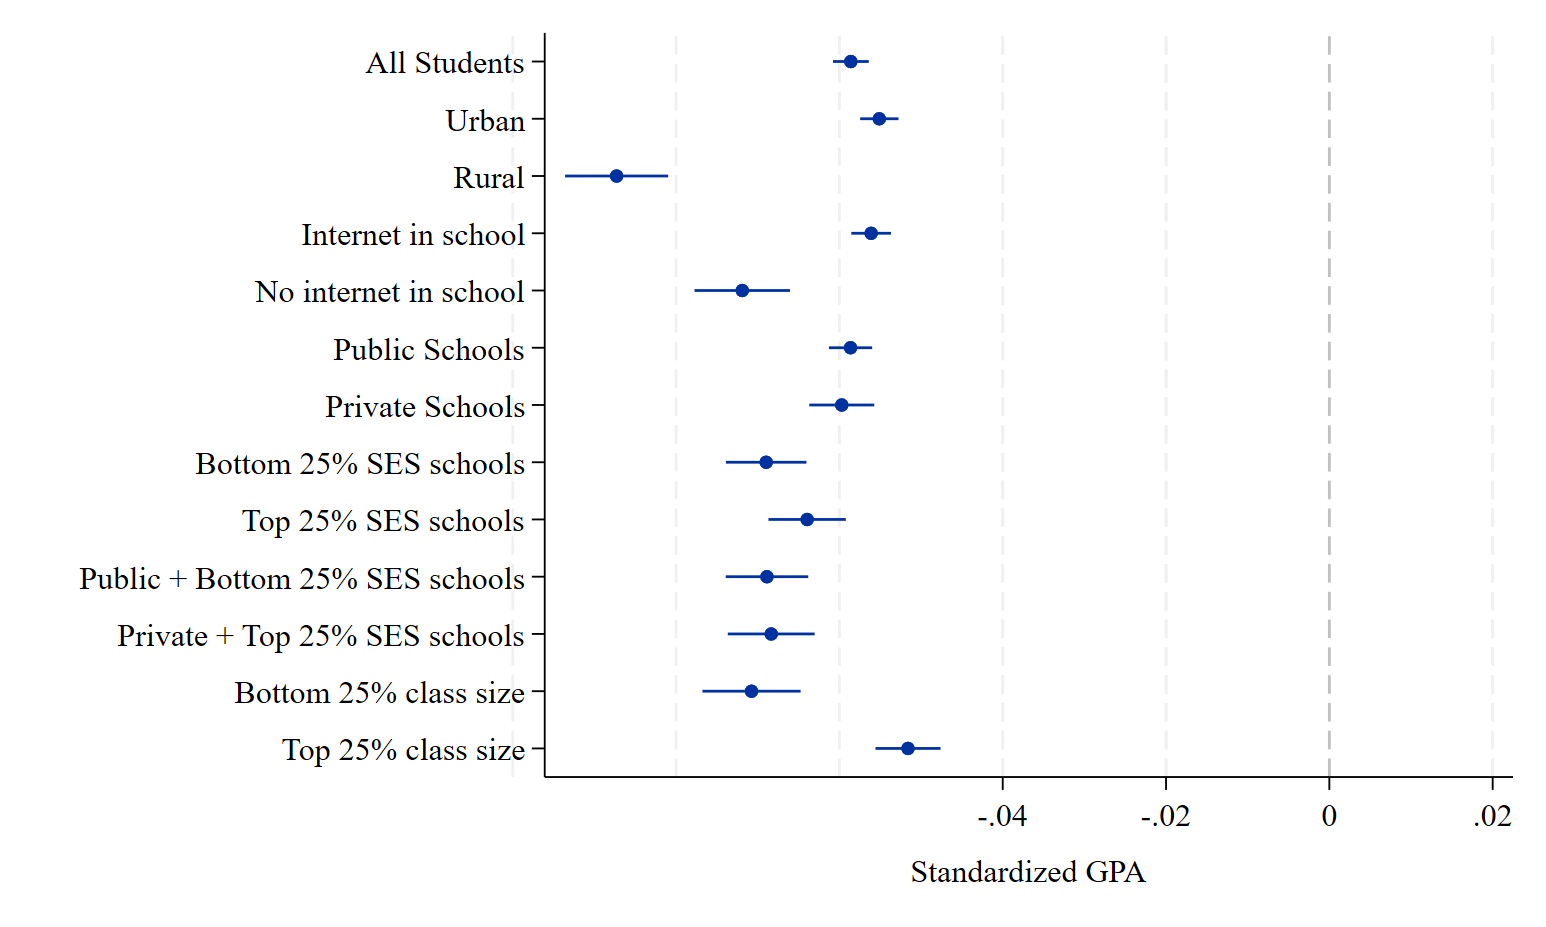 All Students
Urban
Rural
Internet in school
No internet in school
Public Schools
Private Schools
Bottom 25% SES schools
Top 25% SES schools
Public + Bottom 25% SES schools
Private + Top 25% SES schools
Bottom 25% class size
Top 25% class size
-.04 -.02 0 .02
Standardized GPA